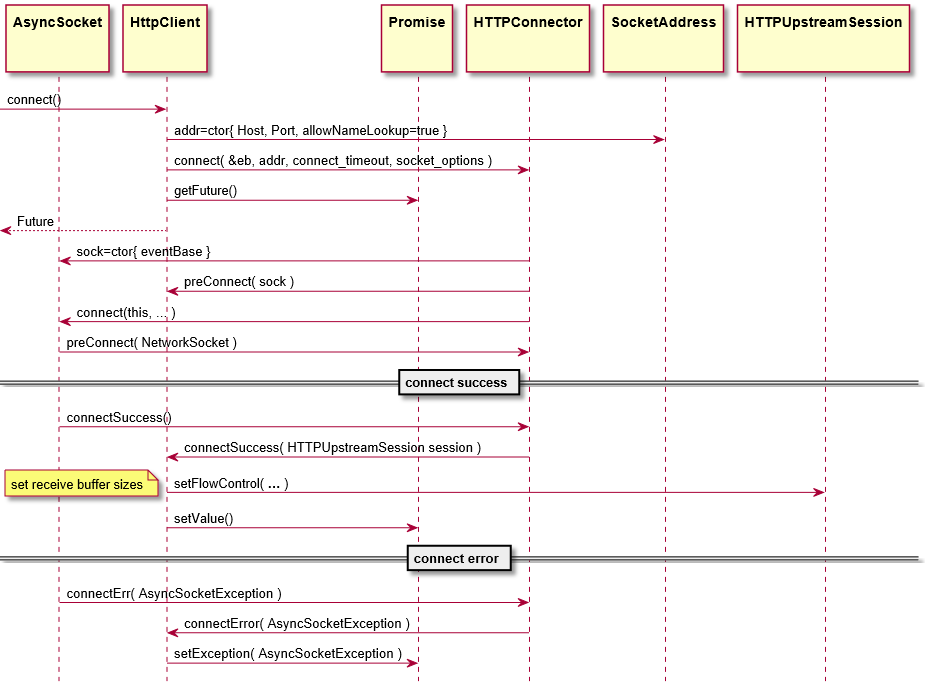 AsyncSocket HttpClient Promise HTTPConnector SocketAddress HTTPUpstreamSession
connect()
addr=ctor{ Host, Port, allowNameLookup=true }
connect( &eb, addr, connect_timeout, socket_options )
getFuture()
Future
sock=ctor{ eventBase }
preConnect( sock )
connect(this, ... )
preConnect( NetworkSocket )
connect success
connectSuccess()
connectSuccess( HTTPUpstreamSession session )
set receive buffer sizes
setFlowControl( ... )
setValue()
connect error
connectErr( AsyncSocketException )
connectError( AsyncSocketException )
setException( AsyncSocketException )